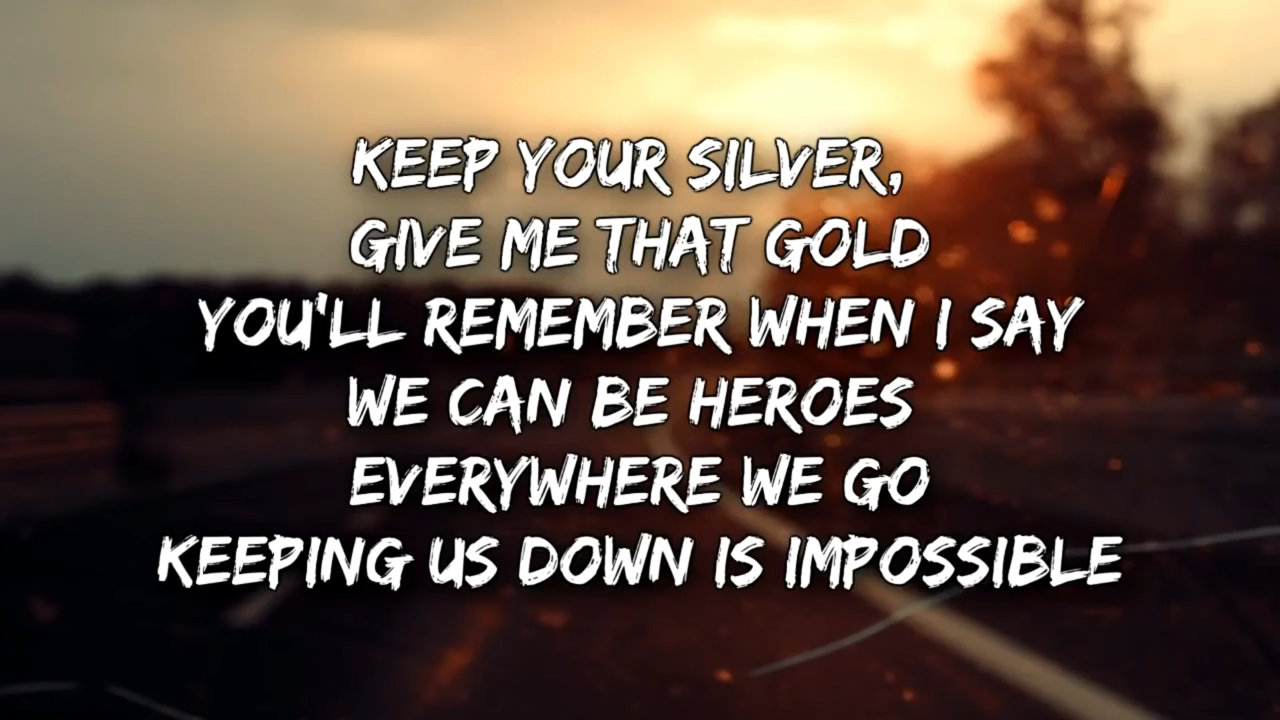 KEEP YOUR SILVER,
GIVE ME THAT GOLD
YOU'LL REMEMBER WHEN I SAY
WE CAN BE HEROES
EVERYWHERE WE GO
KEEPING US DOWN IS IMPOSSIBLE